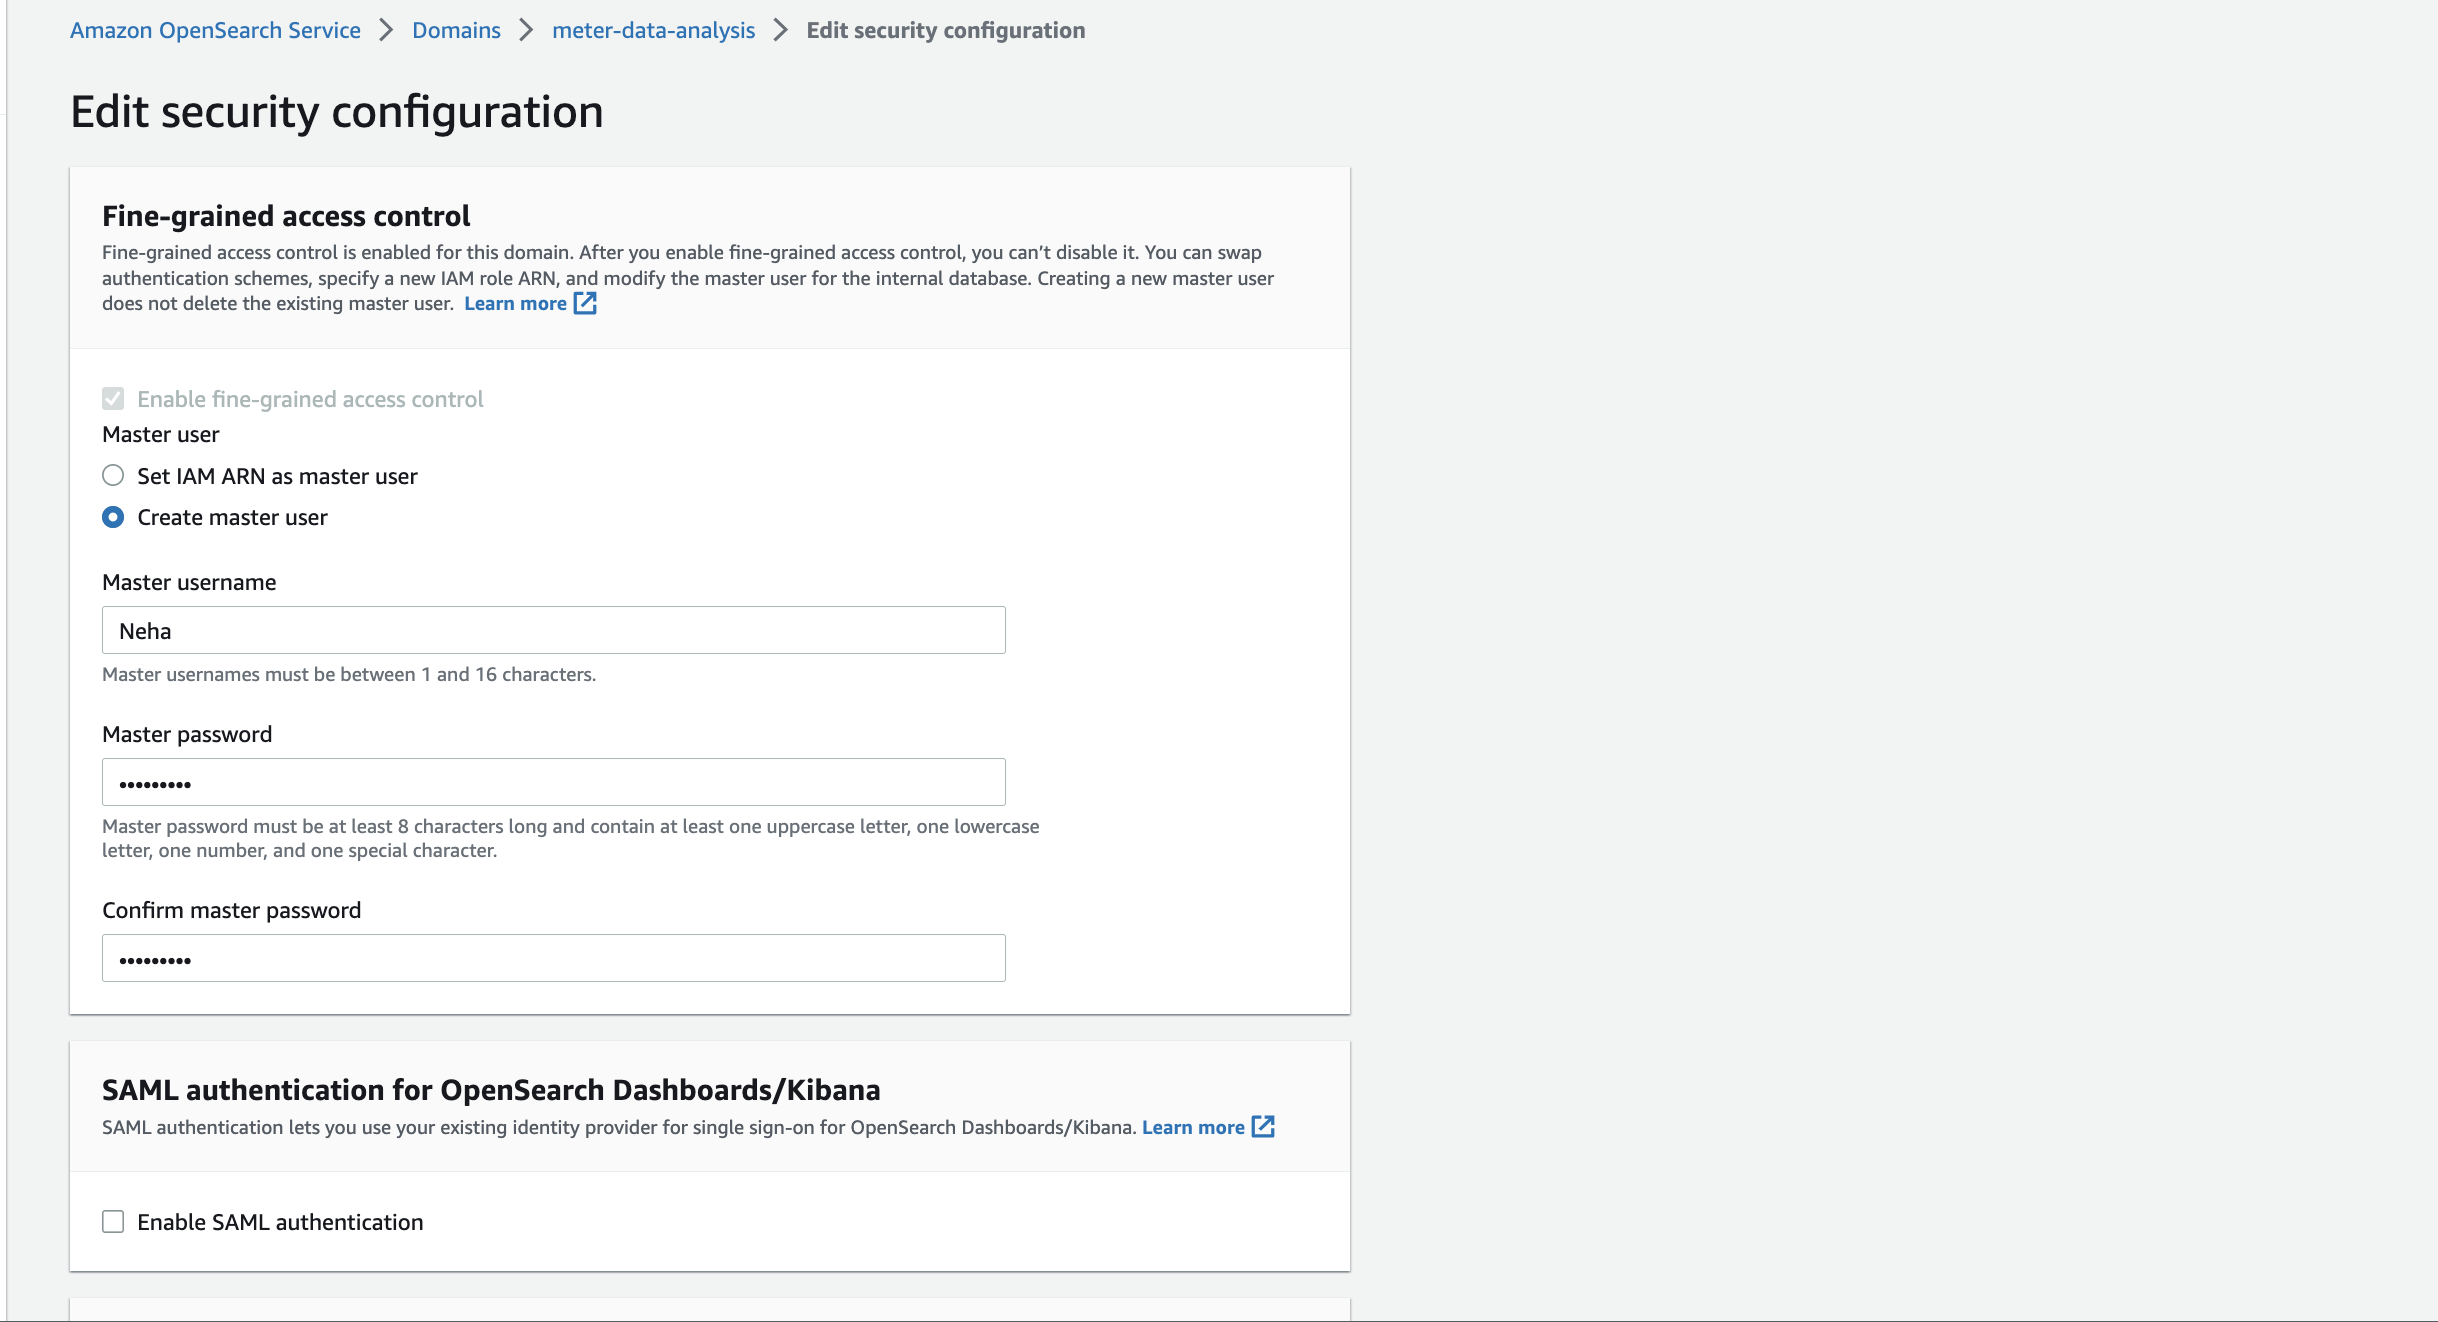 Amazon OpenSearch Service > Domains > meter-data-analysis > Edit security configuration
Edit security configuration
Fine-grained access control
Fine-grained access control is enabled for this domain. After you enable fine-grained access control, you can’t disable it. You can swap
authentication schemes, specify a new IAM role ARN, and modify the master user for the internal database. Creating a new master user
does not delete the existing master user. Learn more
Enable fine-grained access control
Master user
Set IAM ARN as master user
Create master user
Master username
Neha
Master usernames must be between 1 and 16 characters.
Master password
•••••••••
Master password must be at least 8 characters long and contain at least one uppercase letter, one lowercase
letter, one number, and one special character.
Confirm master password
•••••••••
SAML authentication for OpenSearch Dashboards/Kibana
SAML authentication lets you use your existing identity provider for single sign-on for OpenSearch Dashboards/Kibana. Learn more
Enable SAML authentication